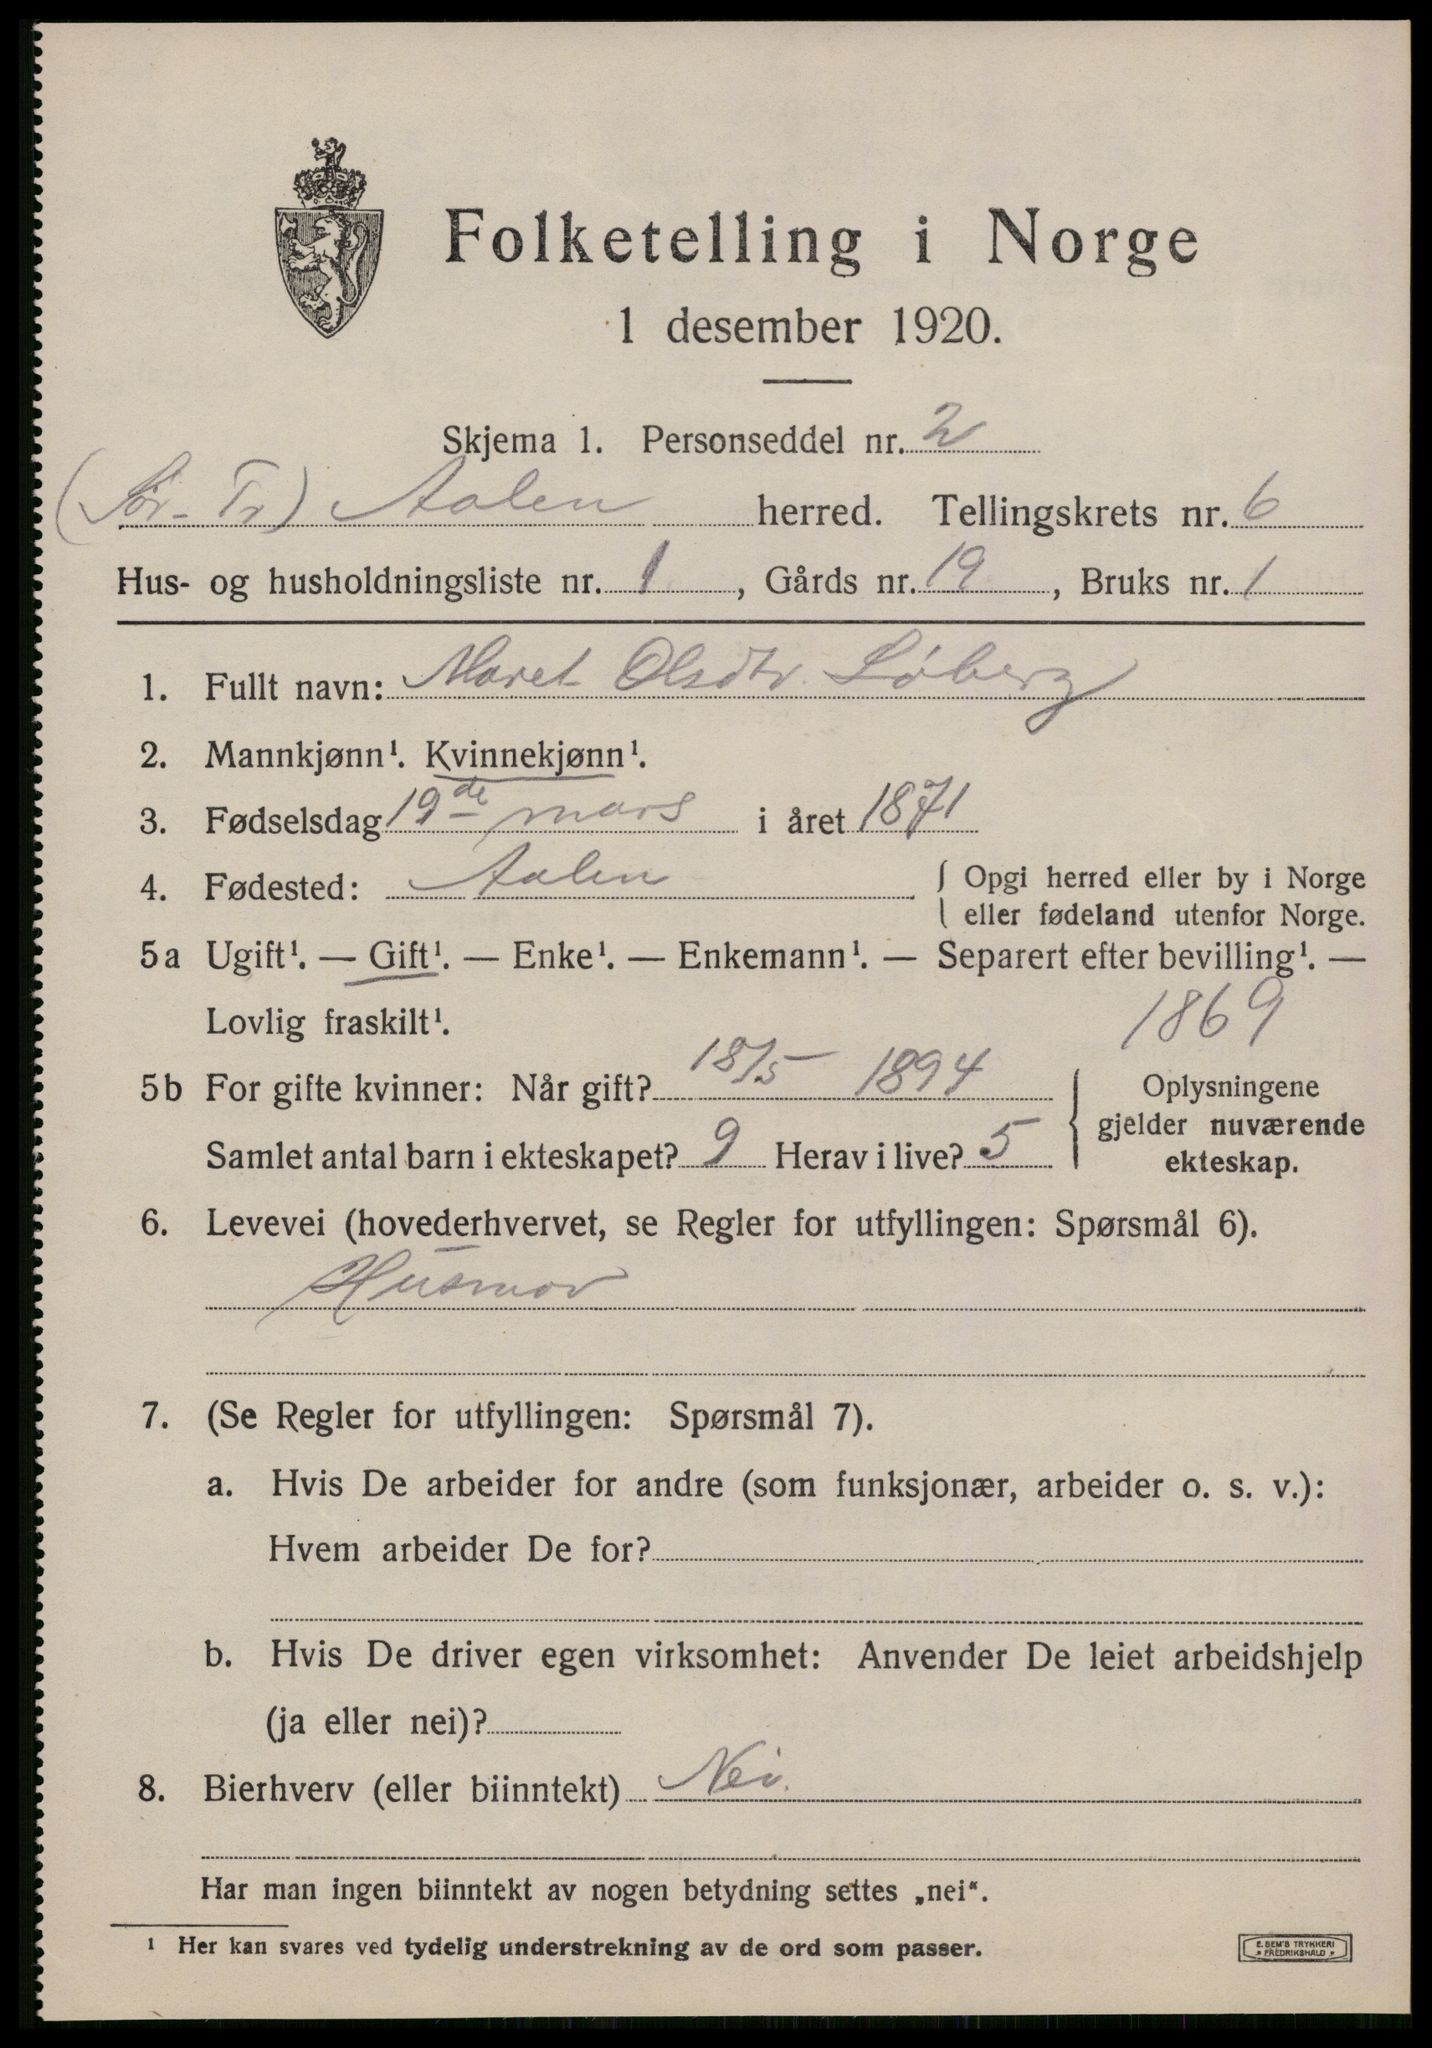 Folketelling i Norge
1 desember 1920.
Skjema 1. Personseddel nr. 2
(Sør-Tr) Aalen herred. Tellingskrets nr. 6
Hus- og husholdningsliste nr. 1, Gårds nr. 19, Bruks nr. 1
1. Fullt navn: Maret Olsdtr. Løberg
2. Mannkjønn¹. Kvinnekjønn¹.
3. Fødselsdag 19de mars i året 1871
4. Fødested: Aalen { Opgi herred eller by i Norge
eller fødeland utenfor Norge.
5a Ugift¹. — Gift¹. — Enke¹. — Enkemann¹. — Separert efter bevilling¹. —
Lovlig fraskilt¹.
1869
5b For gifte kvinner: Når gift? 18/5 1894
Samlet antal barn i ekteskapet? 9 Herav i live? 5
{ Oplysningene
gjelder nuværende
ekteskap.
6. Levevei (hovederhvervet, se Regler for utfyllingen: Spørsmål 6).
Husmor
7. (Se Regler for utfyllingen: Spørsmål 7).
a. Hvis De arbeider for andre (som funksjonær, arbeider o. s. v.):
Hvem arbeider De for?
b. Hvis De driver egen virksomhet: Anvender De leiet arbeidshjelp
(ja eller nei)?
8. Bierhverv (eller biinntekt) Nei.
Har man ingen biinntekt av nogen betydning settes „nei“.
¹ Her kan svares ved tydelig understrekning av de ord som passer.
E. SEM'S TRYKKERI
FREDRIKSHALD